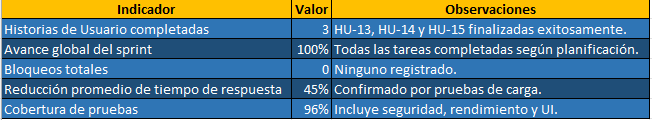 Indicador Valor Observaciones
Historias de Usuario completadas 3 HU-13, HU-14 y HU-15 finalizadas exitosamente.
Avance global del sprint 100% Todas las tareas completadas según planificación.
Bloqueos totales 0 Ninguno registrado.
Reducción promedio de tiempo de respuesta 45% Confirmado por pruebas de carga.
Cobertura de pruebas 96% Incluye seguridad, rendimiento y UI.